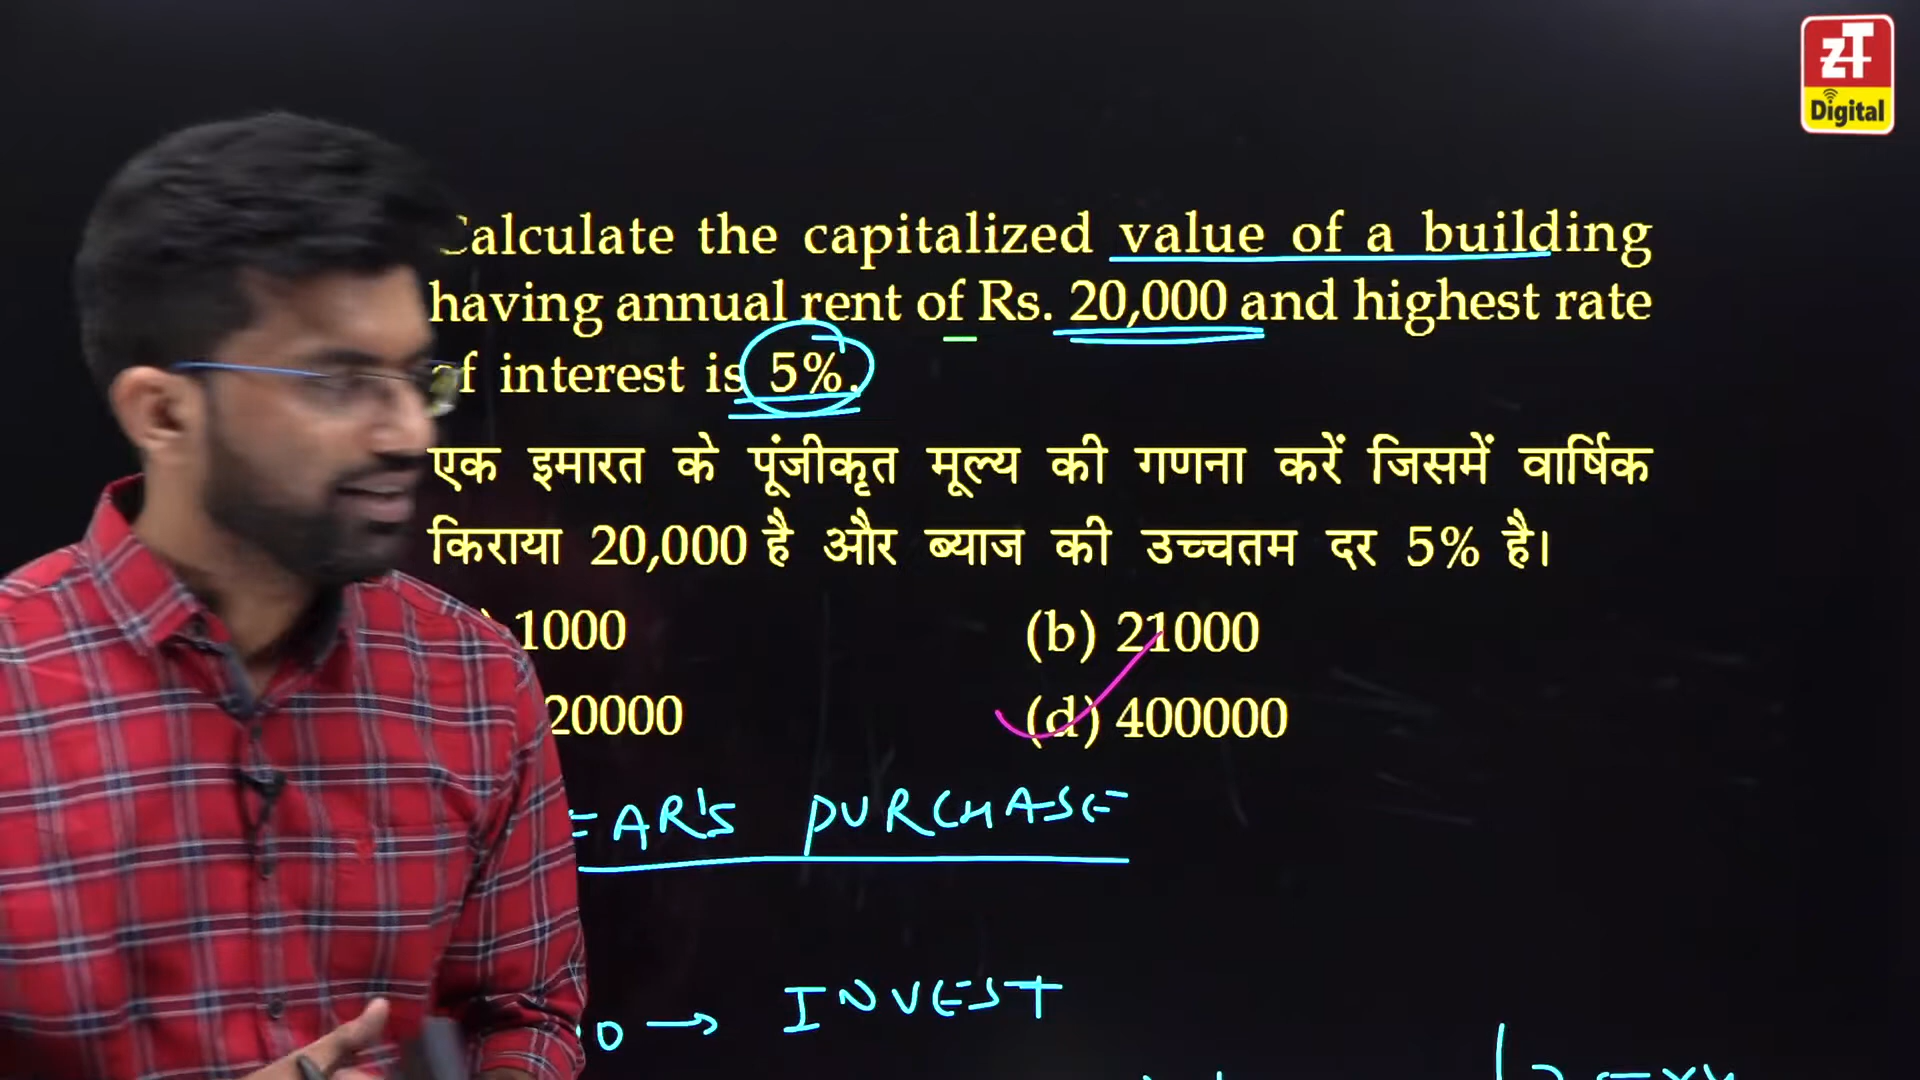 zT
Digital
Calculate the capitalized value of a building
having annual rent of Rs. 20,000 and highest rate
of interest is 5%.
एक इमारत के पूंजीकृत मूल्य की गणना करें जिसमें वार्षिक
किराया 20,000 है और ब्याज की उच्चतम दर 5% है।
1000
(b) 21000
20000
(d) 400000
EAR'S PURCHASE
INVEST